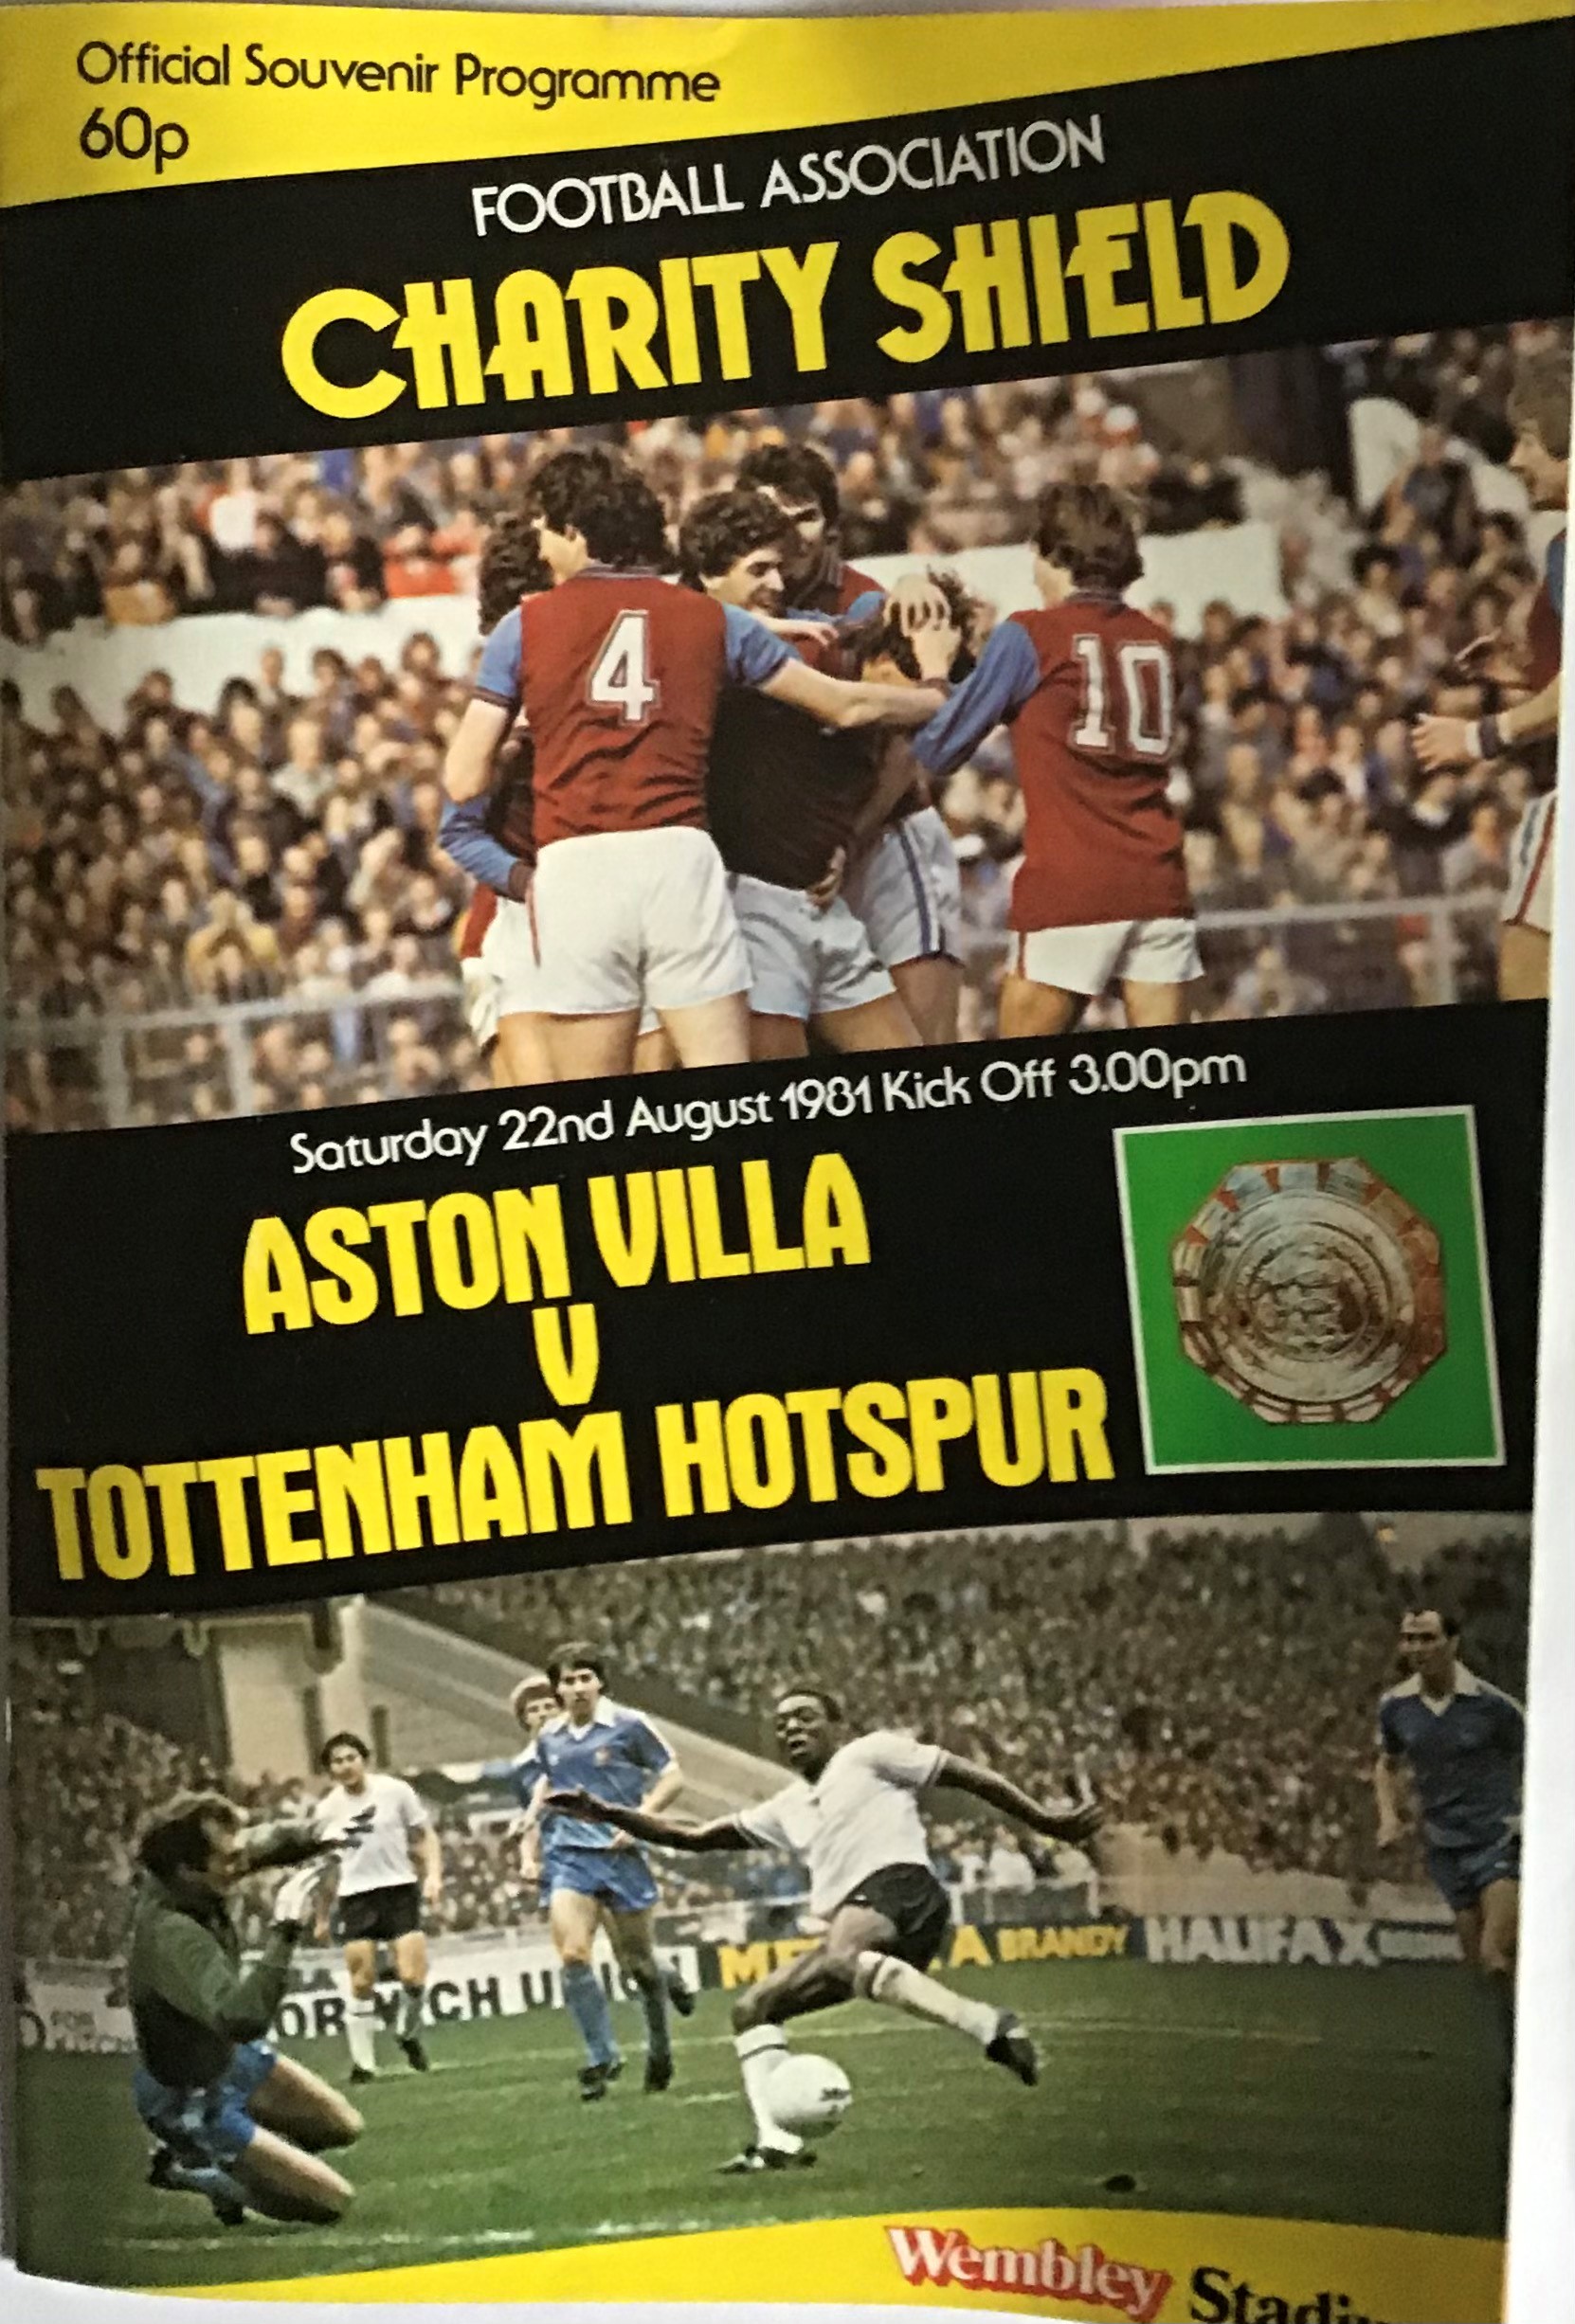 Official Souvenir Programme
60p
FOOTBALL ASSOCIATION
CHARITY SHIELD
4
10
Saturday 22nd August 1981 Kick Off 3.00pm
ASTON VILLA
V
TOTTENHAM HOTSPUR
BRANDY HALIFAX
Wembley